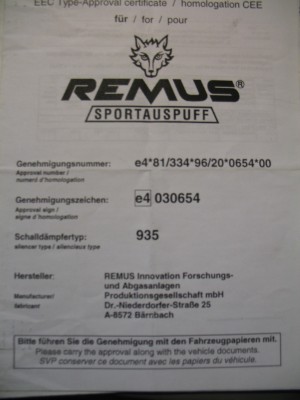 EEC Type-Approval certificate / homologation CEE
für / for / pour
REMUS®
SPORTAUSPUFF
Genehmigungsnummer: e4*81/334*96/20*0654*00
Approval number /
numéro d'homologation
Genehmigungszeichen: e4 030654
Approval sign /
signe d'homologation
Schalldämpfertyp: 935
silencer type / silencieux type
Hersteller: REMUS Innovation Forschungs-
und Abgasanlagen
Manufacturer/ Produktionsgesellschaft mbH
fabricant Dr.-Niederdorfer-Straße 25
A-8572 Bärnbach
Bitte führen Sie die Genehmigung mit den Fahrzeugpapieren mit.
Please carry the approval along with the vehicle documents.
SVP conserver ce document avec les papiers du véhicule.